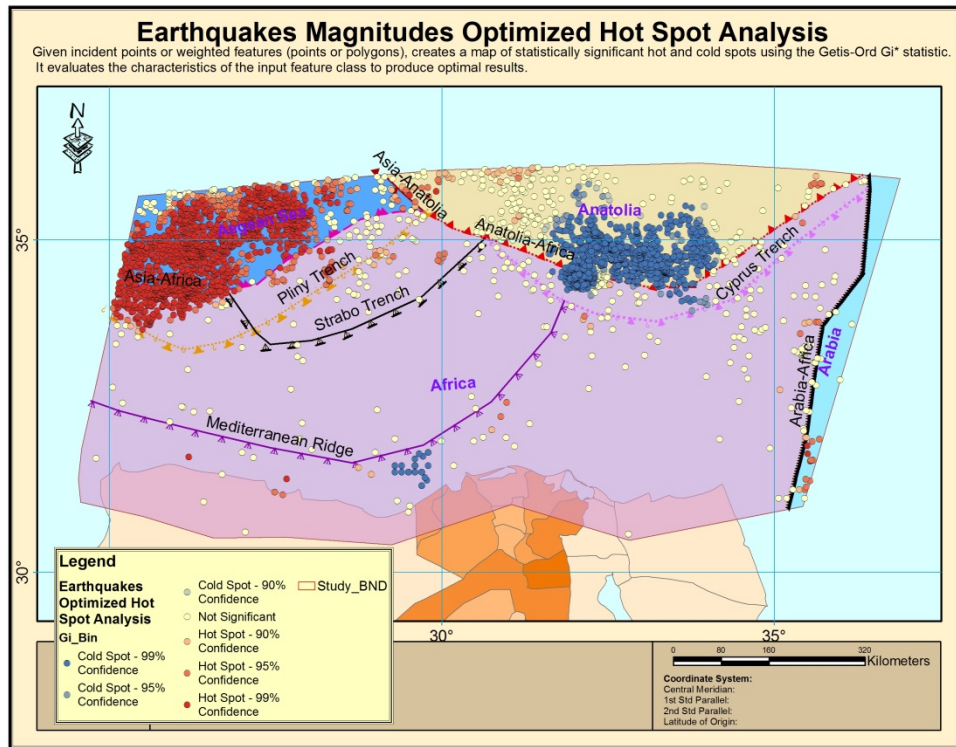 Earthquakes Magnitudes Optimized Hot Spot Analysis
Given incident points or weighted features (points or polygons), creates a map of statistically significant hot and cold spots using the Getis-Ord Gi* statistic.
It evaluates the characteristics of the input feature class to produce optimal results.
N
Asia-Anatolia
Aegean Sea
Anatolia
35°
Anatolia-Africa
Asia-Africa
Pliny Trench
Cyprus Trench
Strabo Trench
Africa
Arabia-Africa
Arabia
Mediterranean Ridge
30°
30°
35°
Legend
Earthquakes
Optimized Hot
Spot Analysis
Gi_Bin
Cold Spot - 99%
Confidence
Cold Spot - 95%
Confidence
Cold Spot - 90%
Confidence
Not Significant
Hot Spot - 90%
Confidence
Hot Spot - 95%
Confidence
Hot Spot - 99%
Confidence
Study_BND
0 80 160 320
Kilometers
Coordinate System:
Central Meridian:
1st Std Parallel:
2nd Std Parallel:
Latitude of Origin: